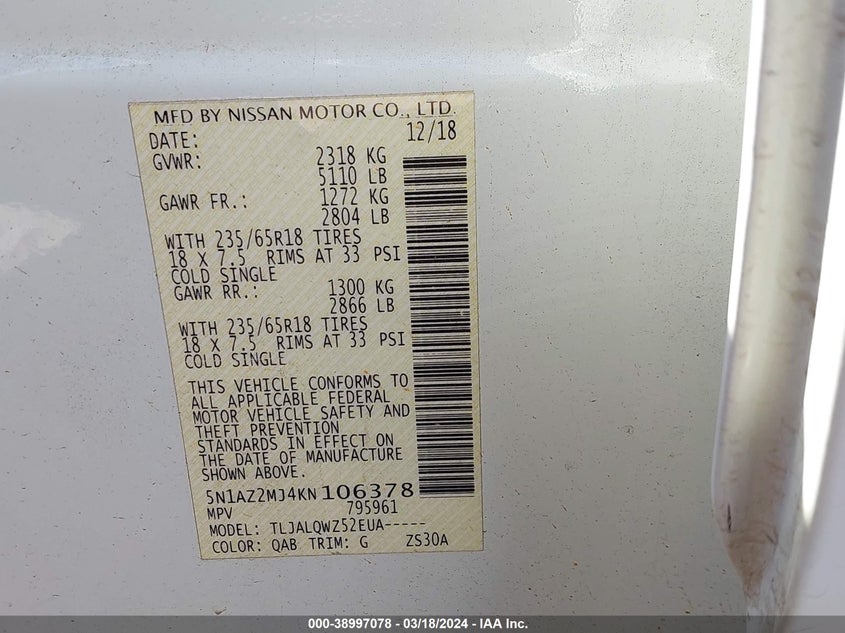 MFD BY NISSAN MOTOR CO., LTD.
DATE: 12/18
GVWR: 2318 KG
5110 LB
GAWR FR.: 1272 KG
2804 LB
WITH 235/65R18 TIRES
18 X 7.5 RIMS AT 33 PSI
COLD SINGLE
GAWR RR.: 1300 KG
2866 LB
WITH 235/65R18 TIRES
18 X 7.5 RIMS AT 33 PSI
COLD SINGLE
THIS VEHICLE CONFORMS TO
ALL APPLICABLE FEDERAL
MOTOR VEHICLE SAFETY AND
THEFT PREVENTION
STANDARDS IN EFFECT ON
THE DATE OF MANUFACTURE
SHOWN ABOVE.
5N1AZ2MJ4KN106378
MPV 795961
MODEL: TLJALQWZ52EUA-----
COLOR: QAB TRIM: G ZS30A
000-38997078 - 03/18/2024 - IAA Inc.